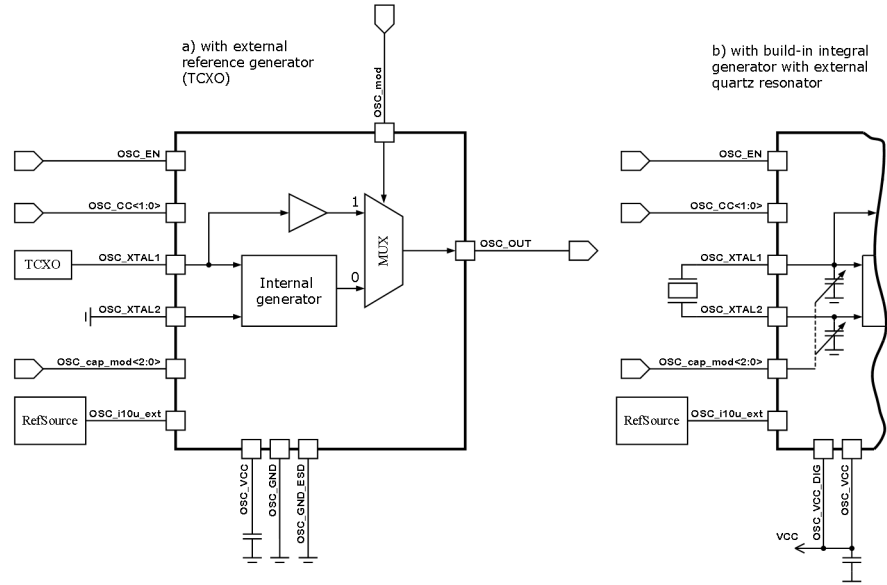 a) with external
reference generator
(TCXO)
OSC_mod
OSC_EN
OSC_CC<1:0>
OSC_XTAL1
TCXO
OSC_XTAL2
OSC_cap_mod<2:0>
OSC_i10u_ext
RefSource
1
0
MUX
Internal
generator
OSC_OUT
OSC_VCC
OSC_GND
OSC_GND_ESD
b) with build-in integral
generator with external
quartz resonator
OSC_EN
OSC_CC<1:0>
OSC_XTAL1
OSC_XTAL2
OSC_cap_mod<2:0>
OSC_i10u_ext
RefSource
OSC_VCC_DIG
OSC_VCC
VCC